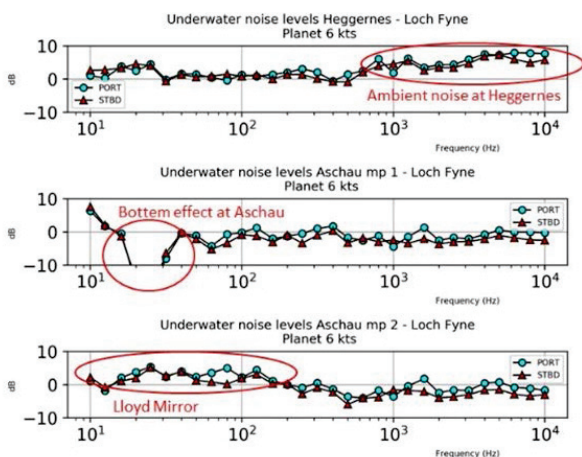 Underwater noise levels Heggernes - Loch Fyne
Planet 6 kts
10
0
−10
dB
PORT
STBD
Ambient noise at Heggernes
10¹ 10² 10³ 10⁴
Frequency (Hz)
Underwater noise levels Aschau mp 1 - Loch Fyne
Planet 6 kts
10
0
−10
dB
Bottem effect at Aschau
PORT
STBD
10¹ 10² 10³ 10⁴
Frequency (Hz)
Underwater noise levels Aschau mp 2 - Loch Fyne
Planet 6 kts
10
0
−10
dB
Lloyd Mirror
PORT
STBD
10¹ 10² 10³ 10⁴
Frequency (Hz)